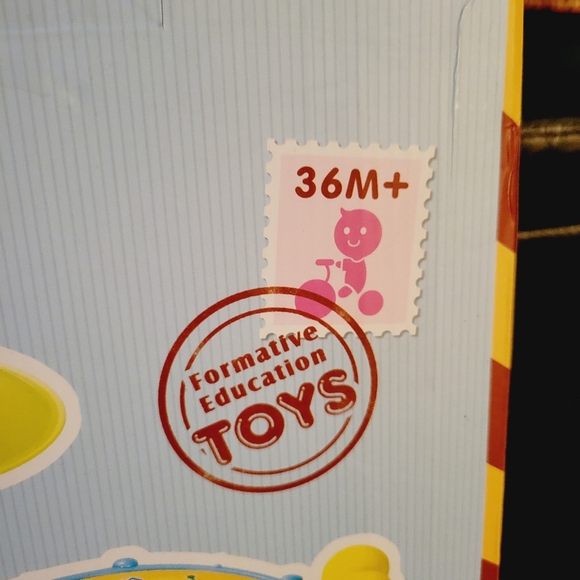 36M+
Formative
Education
TOYS